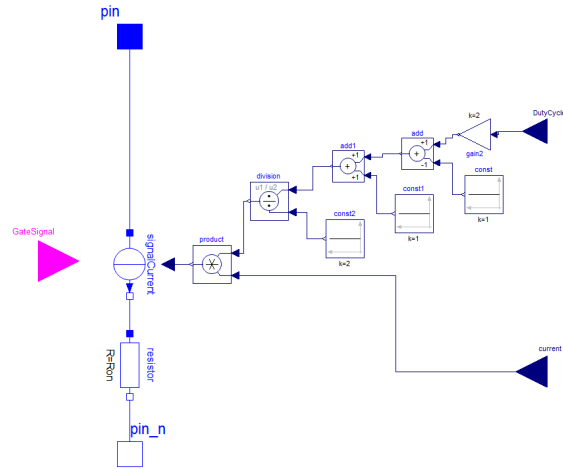 pin
DutyCycl
k=2
add
+1
+
-1
gain2
add1
+1
+
+1
const
k=1
division
u1 / u2
÷
const1
k=1
const2
k=2
GateSignal
signalCurrent
product
current
resistor
R=Ron
pin_n